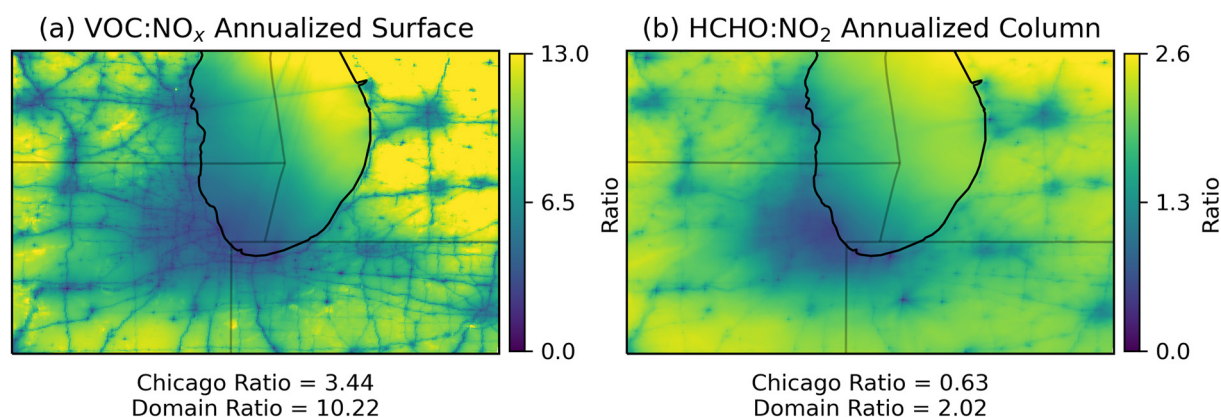 (a) VOC:NOₓ Annualized Surface
13.0
6.5
0.0
Ratio
Chicago Ratio = 3.44
Domain Ratio = 10.22
(b) HCHO:NO₂ Annualized Column
2.6
1.3
0.0
Ratio
Chicago Ratio = 0.63
Domain Ratio = 2.02